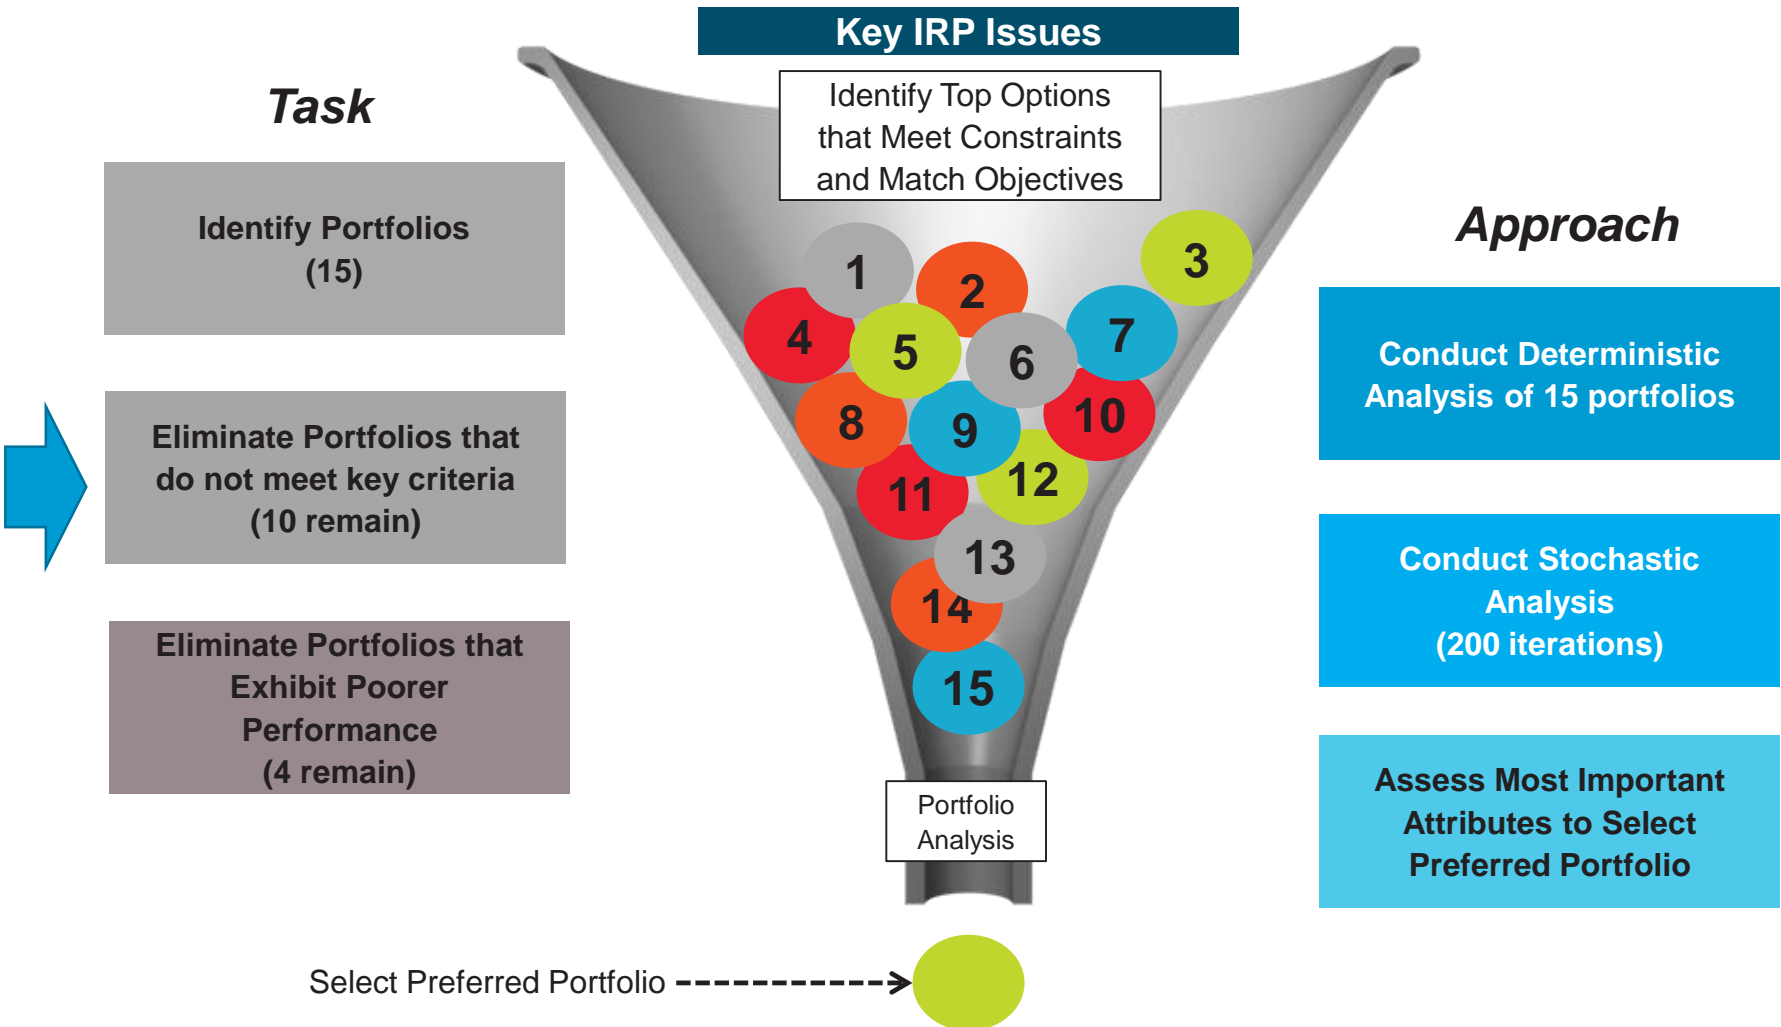 Key IRP Issues
Identify Top Options
that Meet Constraints
and Match Objectives
Task
Identify Portfolios
(15)
Eliminate Portfolios that
do not meet key criteria
(10 remain)
Eliminate Portfolios that
Exhibit Poorer
Performance
(4 remain)
1
2
3
4
5
6
7
8
9
10
11
12
13
14
15
Portfolio
Analysis
Approach
Conduct Deterministic
Analysis of 15 portfolios
Conduct Stochastic
Analysis
(200 iterations)
Assess Most Important
Attributes to Select
Preferred Portfolio
Select Preferred Portfolio